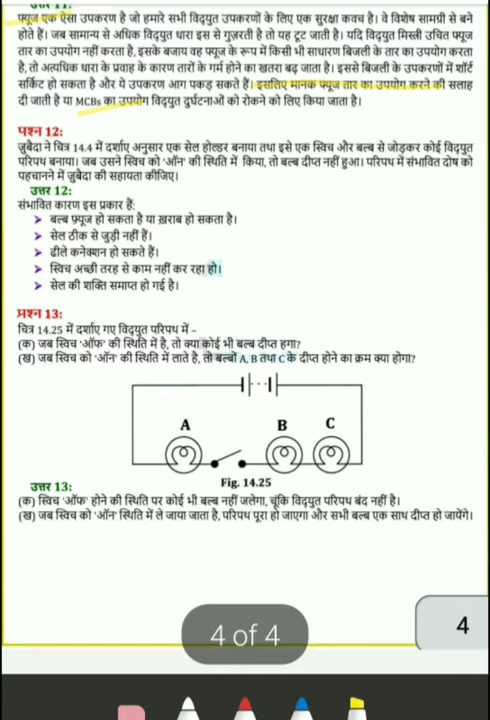 उत्तर 11:
फ्यूज एक ऐसा उपकरण है जो हमारे सभी विद्युत उपकरणों के लिए एक सुरक्षा कवच है। वे विशेष सामग्री से बने
होते हैं। जब सामान्य से अधिक विद्युत धारा इस से गुज़रती है तो यह टूट जाती है। यदि विद्युत मिस्त्री उचित फ्यूज
तार का उपयोग नहीं करता है, इसके बजाय वह फ्यूज के रूप में किसी भी साधारण बिजली के तार का उपयोग करता
है, तो अत्यधिक धारा के प्रवाह के कारण तारों के गर्म होने का खतरा बढ़ जाता है। इससे बिजली के उपकरणों में शॉर्ट
सर्किट हो सकता है और ये उपकरण आग पकड़ सकते हैं। इसलिए मानक फ्यूज तार का उपयोग करने की सलाह
दी जाती है या MCBs का उपयोग विद्युत दुर्घटनाओं को रोकने को लिए किया जाता है।
प्रश्न 12:
ज़ुबैदा ने चित्र 14.4 में दर्शाए अनुसार एक सेल होल्डर बनाया तथा इसे एक स्विच और बल्ब से जोड़कर कोई विद्युत
परिपथ बनाया। जब उसने स्विच को 'ऑन' की स्थिति में किया, तो बल्ब दीप्त नहीं हुआ। परिपथ में संभावित दोष को
पहचानने में ज़ुबैदा की सहायता कीजिए।
उत्तर 12:
संभावित कारण इस प्रकार हैं:
➤ बल्ब फ़्यूज हो सकता है या ख़राब हो सकता है।
➤ सेल ठीक से जुड़ी नहीं हैं।
➤ ढीले कनेक्शन हो सकते हैं।
➤ स्विच अच्छी तरह से काम नहीं कर रहा हो।
➤ सेल की शक्ति समाप्त हो गई है।
प्रश्न 13:
चित्र 14.25 में दर्शाए गए विद्युत परिपथ में –
(क) जब स्विच 'ऑफ' की स्थिति में है, तो क्या कोई भी बल्ब दीप्त हगा?
(ख) जब स्विच को 'ऑन' की स्थिति में लाते है, तो बल्बों A, B तथा C के दीप्त होने का क्रम क्या होगा?
A B C
Fig. 14.25
उत्तर 13:
(क) स्विच 'ऑफ' होने की स्थिति पर कोई भी बल्ब नहीं जलेगा, चूंकि विद्युत परिपथ बंद नहीं है।
(ख) जब स्विच को 'ऑन' स्थिति में ले जाया जाता है, परिपथ पूरा हो जाएगा और सभी बल्ब एक साथ दीप्त हो जायेंगे।
4 of 4
4